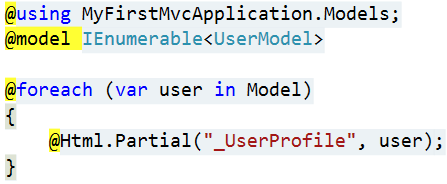 @using MyFirstMvcApplication.Models;
@model IEnumerable<UserModel>
@foreach (var user in Model)
{
@Html.Partial("_UserProfile", user);
}